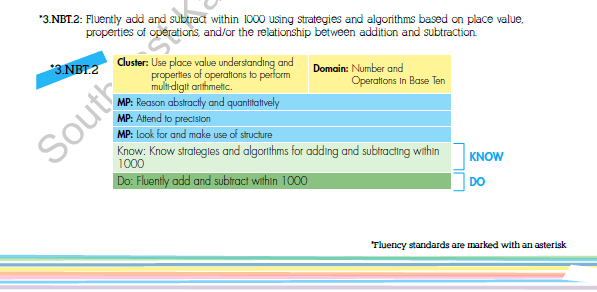 *3.NBT.2: Fluently add and subtract within 1000 using strategies and algorithms based on place value,
properties of operations, and/or the relationship between addition and subtraction.
*3.NBT.2
Cluster: Use place value understanding and
properties of operations to perform
multi-digit arithmetic.
Domain: Number and
Operations in Base Ten
MP: Reason abstractly and quantitatively
MP: Attend to precision
MP: Look for and make use of structure
Know: Know strategies and algorithms for adding and subtracting within
1000
KNOW
Do: Fluently add and subtract within 1000
DO
*Fluency standards are marked with an asterisk